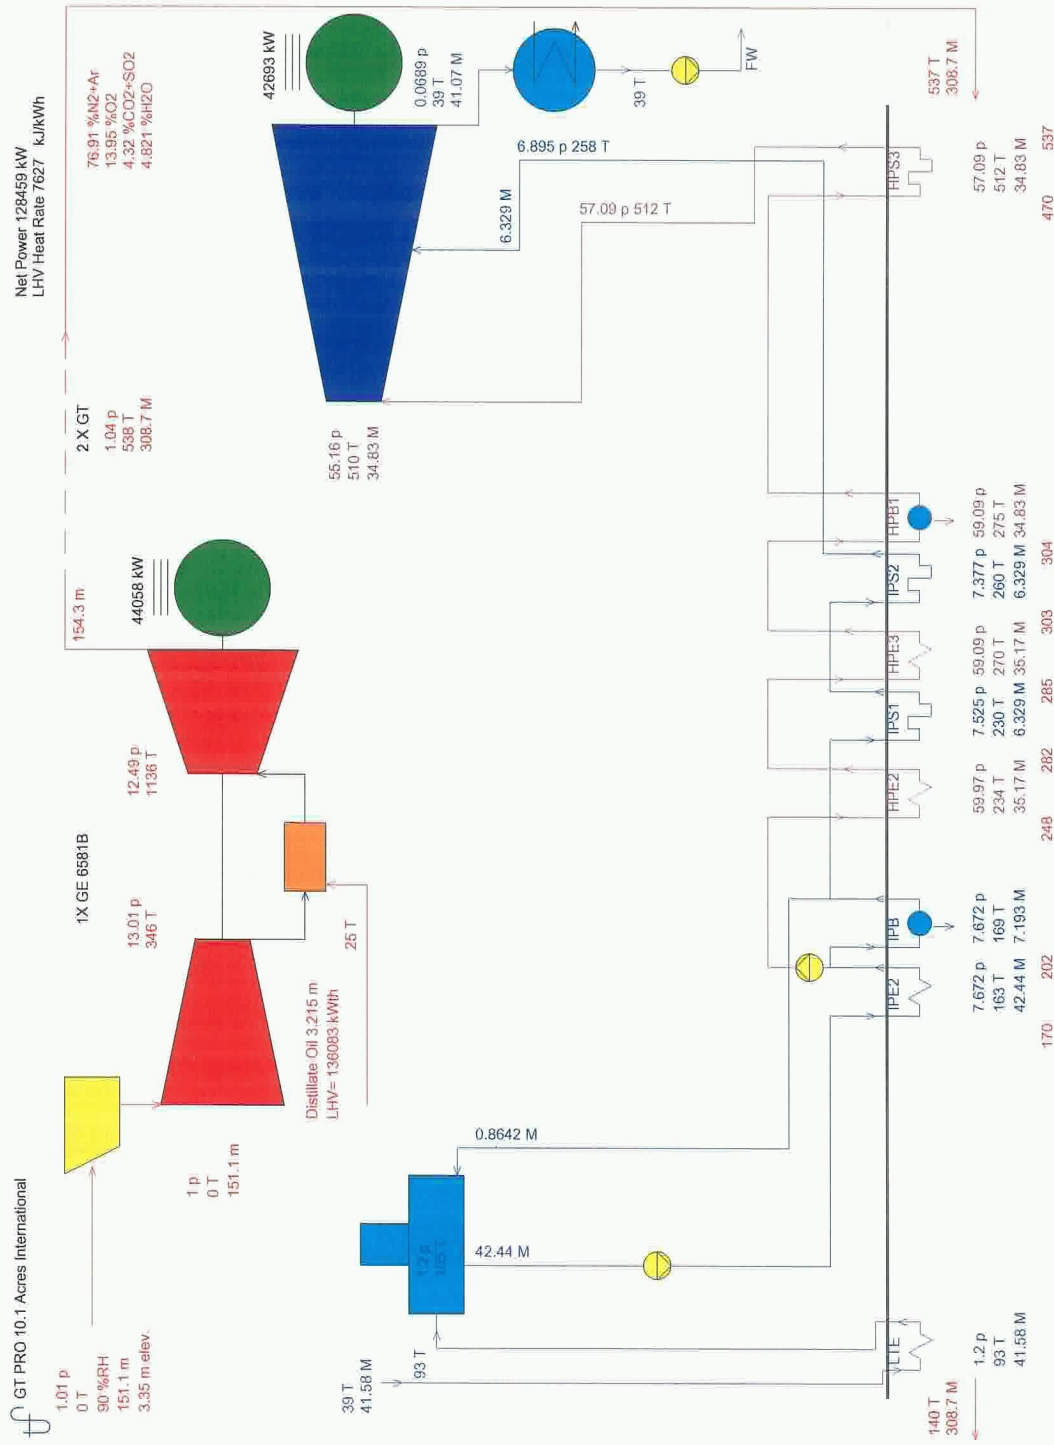 GT PRO 10.1 Acres International
Net Power 128459 kW
LHV Heat Rate 7627 kJ/kWh
1.01 p
0 T
90 %RH
151.1 m
3.35 m elev.
1X GE 6581B
2 X GT
1.04 p
538 T
308.7 M
76.91 %N2+Ar
13.95 %O2
4.32 %CO2+SO2
4.821 %H2O
154.3 m
44058 kW
13.01 p
346 T
12.49 p
1136 T
1 p
0 T
151.1 m
25 T
Distillate Oil 3.215 m
LHV= 136083 kWth
42693 kW
55.16 p
510 T
34.83 M
0.0689 p
39 T
41.07 M
39 T
FW
6.895 p 258 T
6.329 M
57.09 p 512 T
1.2 p
105 T
0.8642 M
42.44 M
39 T
41.58 M
93 T
LTE
IPE2
IPB
HPE2
IPS1
HPE3
IPS2
HPB1
HPS3
537 T
308.7 M
140 T
308.7 M
1.2 p
93 T
41.58 M
7.672 p
163 T
42.44 M
7.672 p
169 T
7.193 M
59.97 p
234 T
35.17 M
7.525 p
230 T
6.329 M
59.09 p
270 T
35.17 M
7.377 p
260 T
6.329 M
59.09 p
275 T
34.83 M
57.09 p
512 T
34.83 M
170
202
248
282
285
303
304
470
537